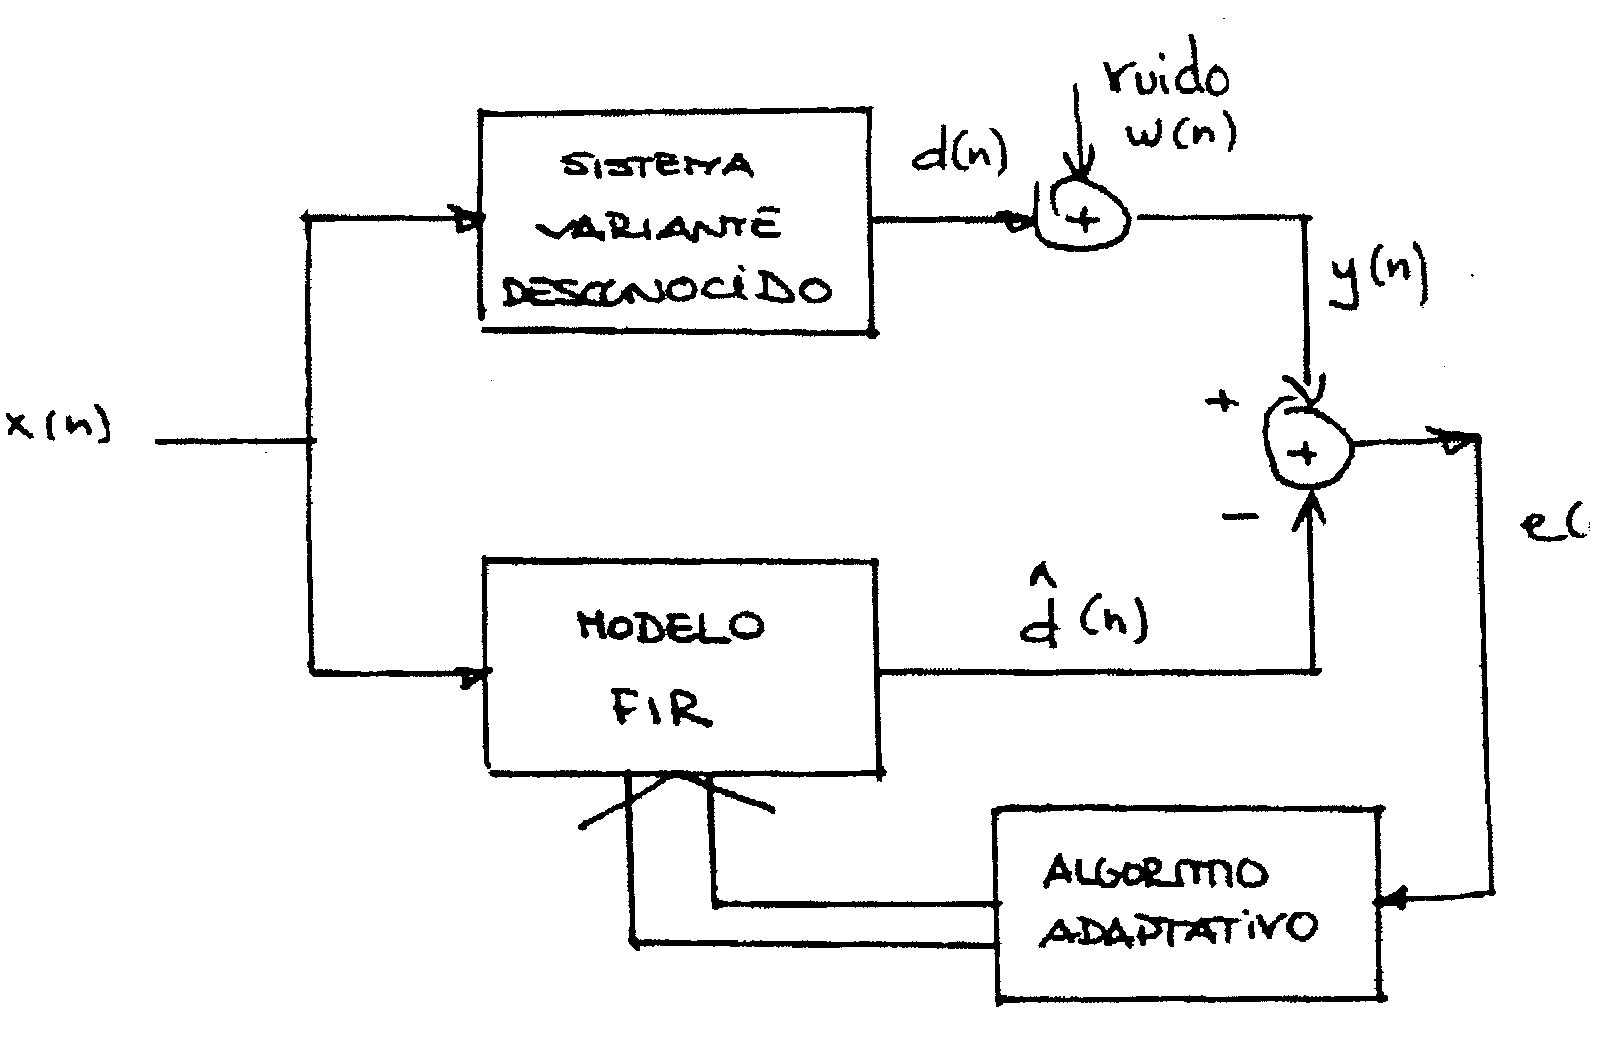 ruido
w(n)
d(n)
SISTEMA
VARIANTE
DESCONOCIDO
+
y(n)
x(n)
+
+
−
e(
MODELO
FIR
d̂(n)
ALGORITMO
ADAPTATIVO